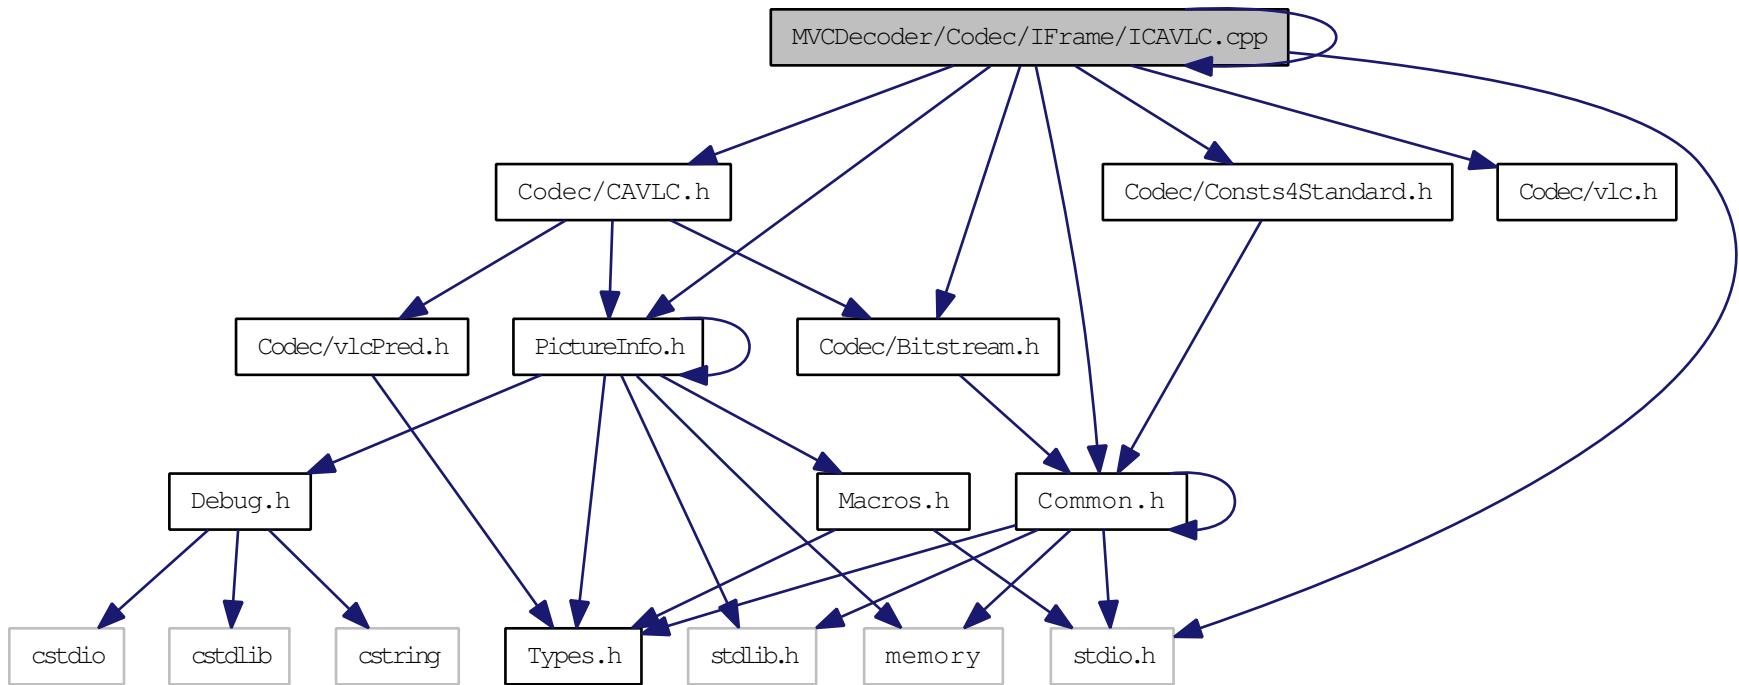 MVCDecoder/Codec/IFrame/ICAVLC.cpp
Codec/CAVLC.h
Codec/Consts4Standard.h
Codec/vlc.h
Codec/vlcPred.h
PictureInfo.h
Codec/Bitstream.h
Debug.h
Macros.h
Common.h
cstdio
cstdlib
cstring
Types.h
stdlib.h
memory
stdio.h